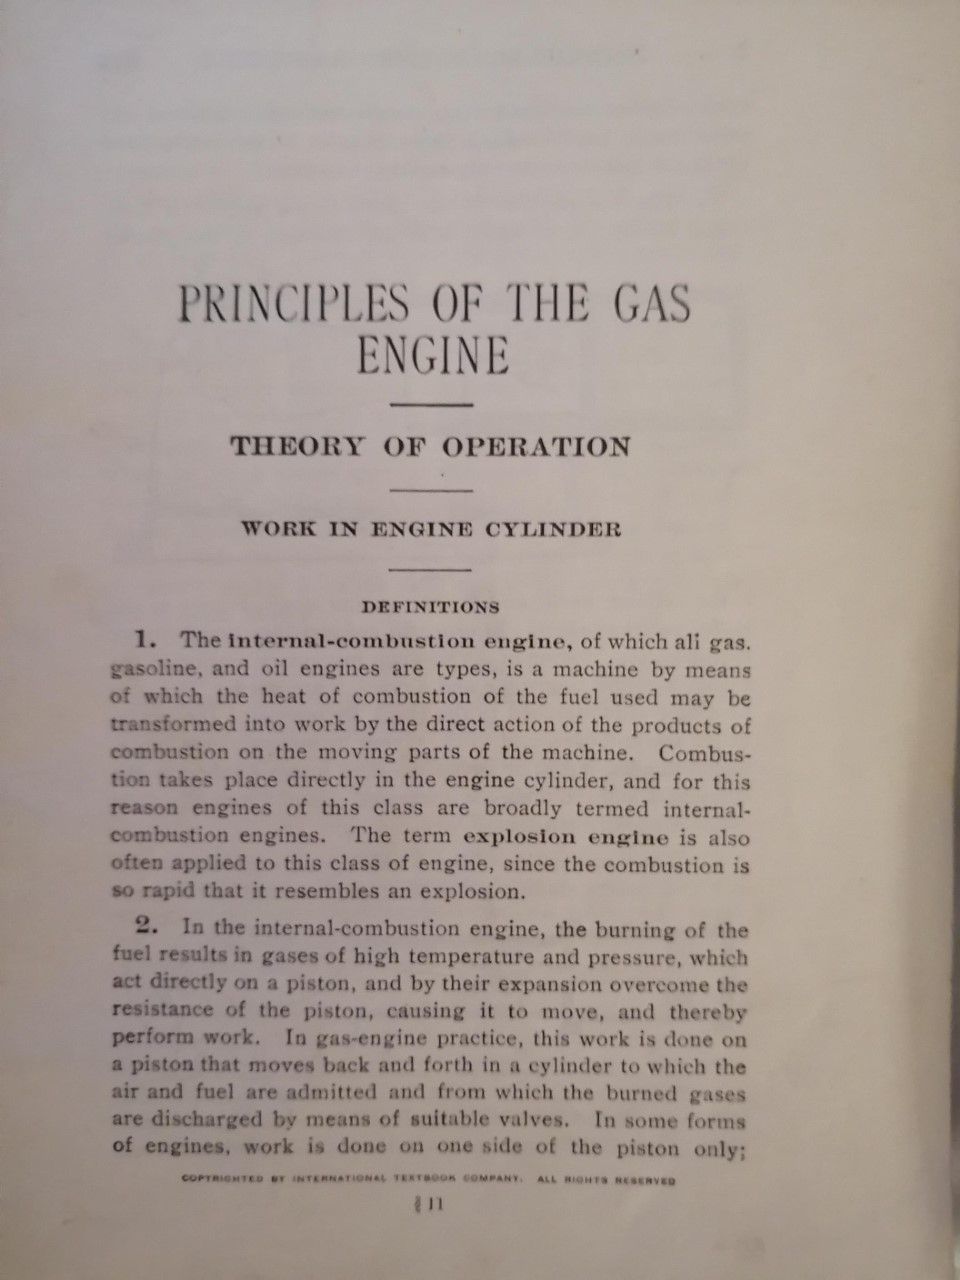 PRINCIPLES OF THE GAS
ENGINE
THEORY OF OPERATION
WORK IN ENGINE CYLINDER
DEFINITIONS
1. The internal-combustion engine, of which all gas.
gasoline, and oil engines are types, is a machine by means
of which the heat of combustion of the fuel used may be
transformed into work by the direct action of the products of
combustion on the moving parts of the machine. Combus-
tion takes place directly in the engine cylinder, and for this
reason engines of this class are broadly termed internal-
combustion engines. The term explosion engine is also
often applied to this class of engine, since the combustion is
so rapid that it resembles an explosion.
2. In the internal-combustion engine, the burning of the
fuel results in gases of high temperature and pressure, which
act directly on a piston, and by their expansion overcome the
resistance of the piston, causing it to move, and thereby
perform work. In gas-engine practice, this work is done on
a piston that moves back and forth in a cylinder to which the
air and fuel are admitted and from which the burned gases
are discharged by means of suitable valves. In some forms
of engines, work is done on one side of the piston only;
COPYRIGHTED BY INTERNATIONAL TEXTBOOK COMPANY. ALL RIGHTS RESERVED
§ 11